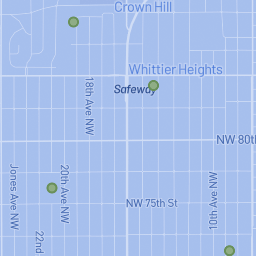 Crown Hill
Whittier Heights
Safeway
18th Ave NW
NW 80th
Jones Ave NW
20th Ave NW
22nd
NW 75th St
10th Ave NW